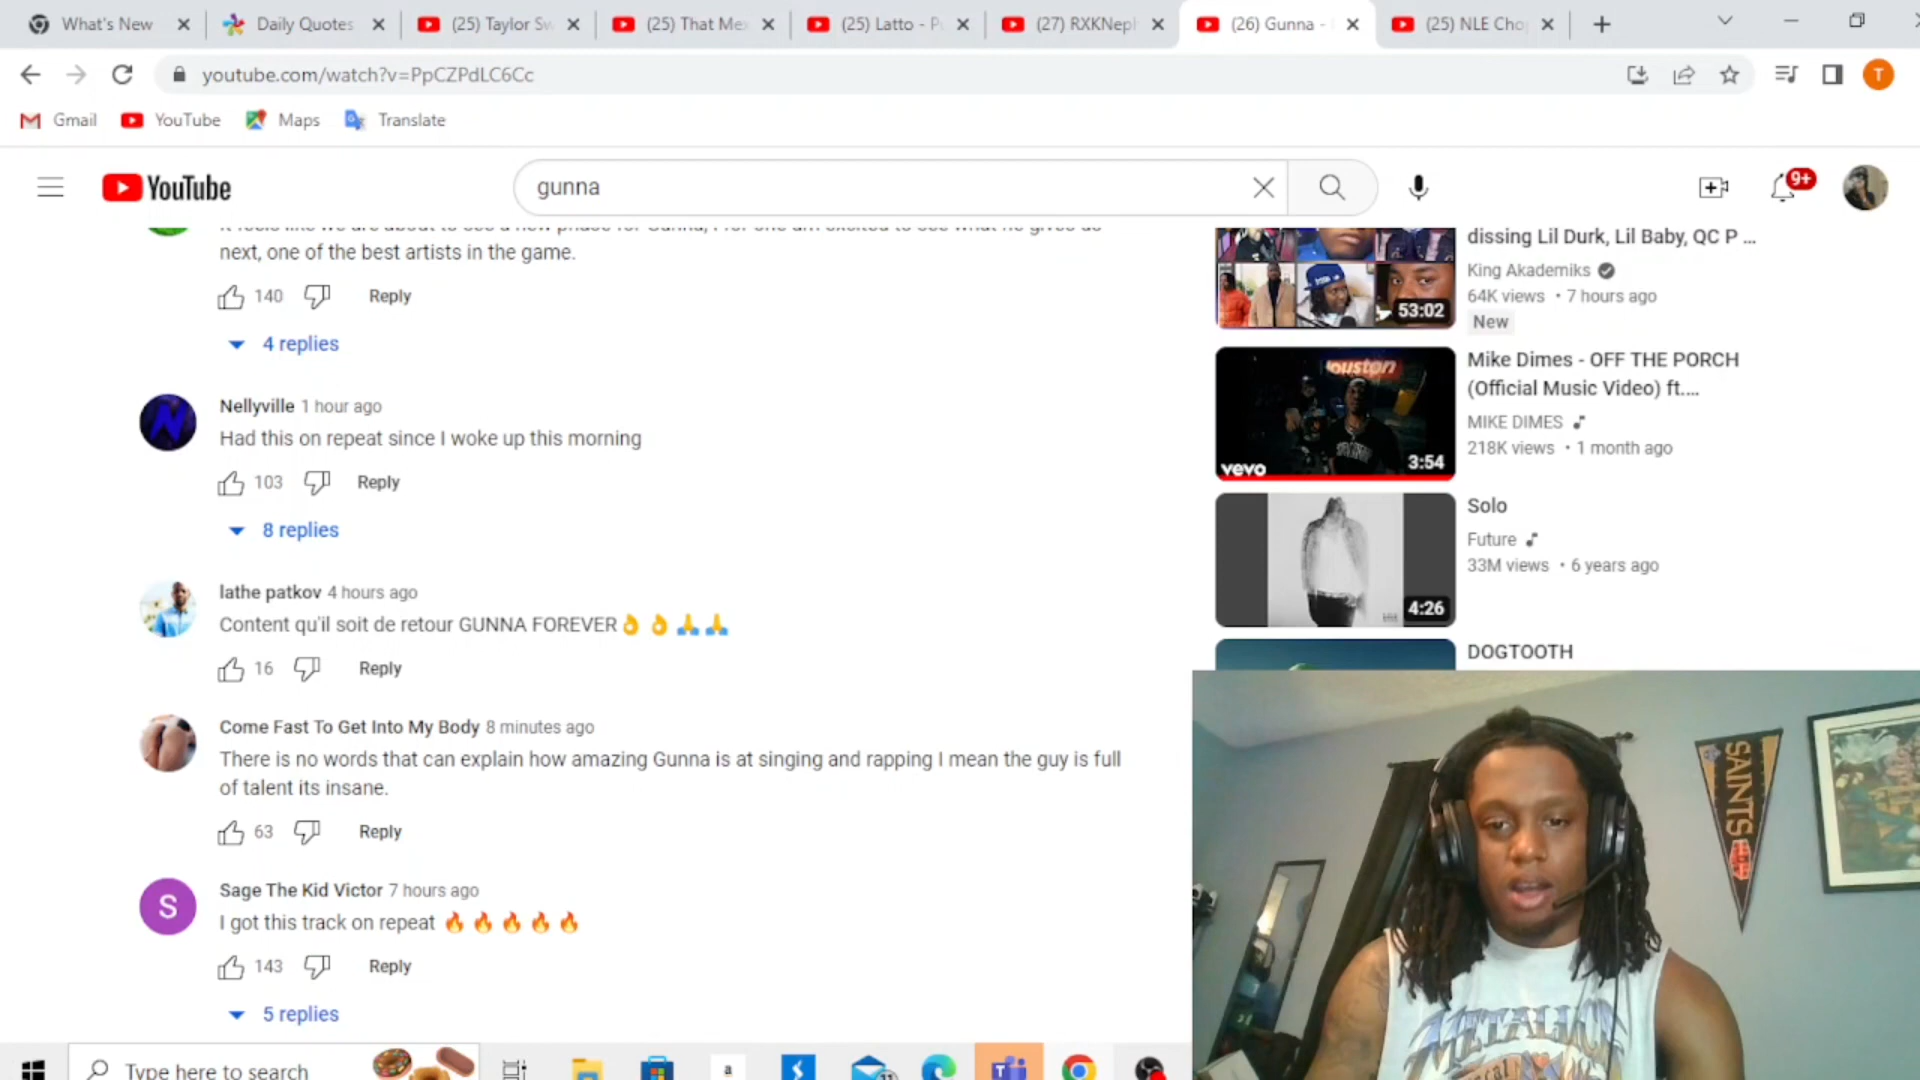 What's New
Daily Quotes
(25) Taylor Sw
(25) That Mex
(25) Latto - P
(27) RXKNeph
(26) Gunna -
(25) NLE Chop
youtube.com/watch?v=PpCZPdLC6Cc
T
Gmail
YouTube
Maps
Translate
YouTube
gunna
9+
next, one of the best artists in the game.
140
Reply
4 replies
Nellyville 1 hour ago
Had this on repeat since I woke up this morning
103
Reply
8 replies
lathe patkov 4 hours ago
Content qu'il soit de retour GUNNA FOREVER👌👌🙏🙏
16
Reply
Come Fast To Get Into My Body 8 minutes ago
There is no words that can explain how amazing Gunna is at singing and rapping I mean the guy is full
of talent its insane.
63
Reply
S
Sage The Kid Victor 7 hours ago
I got this track on repeat 🔥🔥🔥🔥🔥
143
Reply
5 replies
dissing Lil Durk, Lil Baby, QC P ...
King Akademiks
64K views • 7 hours ago
New
53:02
Mike Dimes - OFF THE PORCH
(Official Music Video) ft....
MIKE DIMES
218K views • 1 month ago
vevo
3:54
Solo
Future
33M views • 6 years ago
4:26
DOGTOOTH
SAINTS
Type here to search